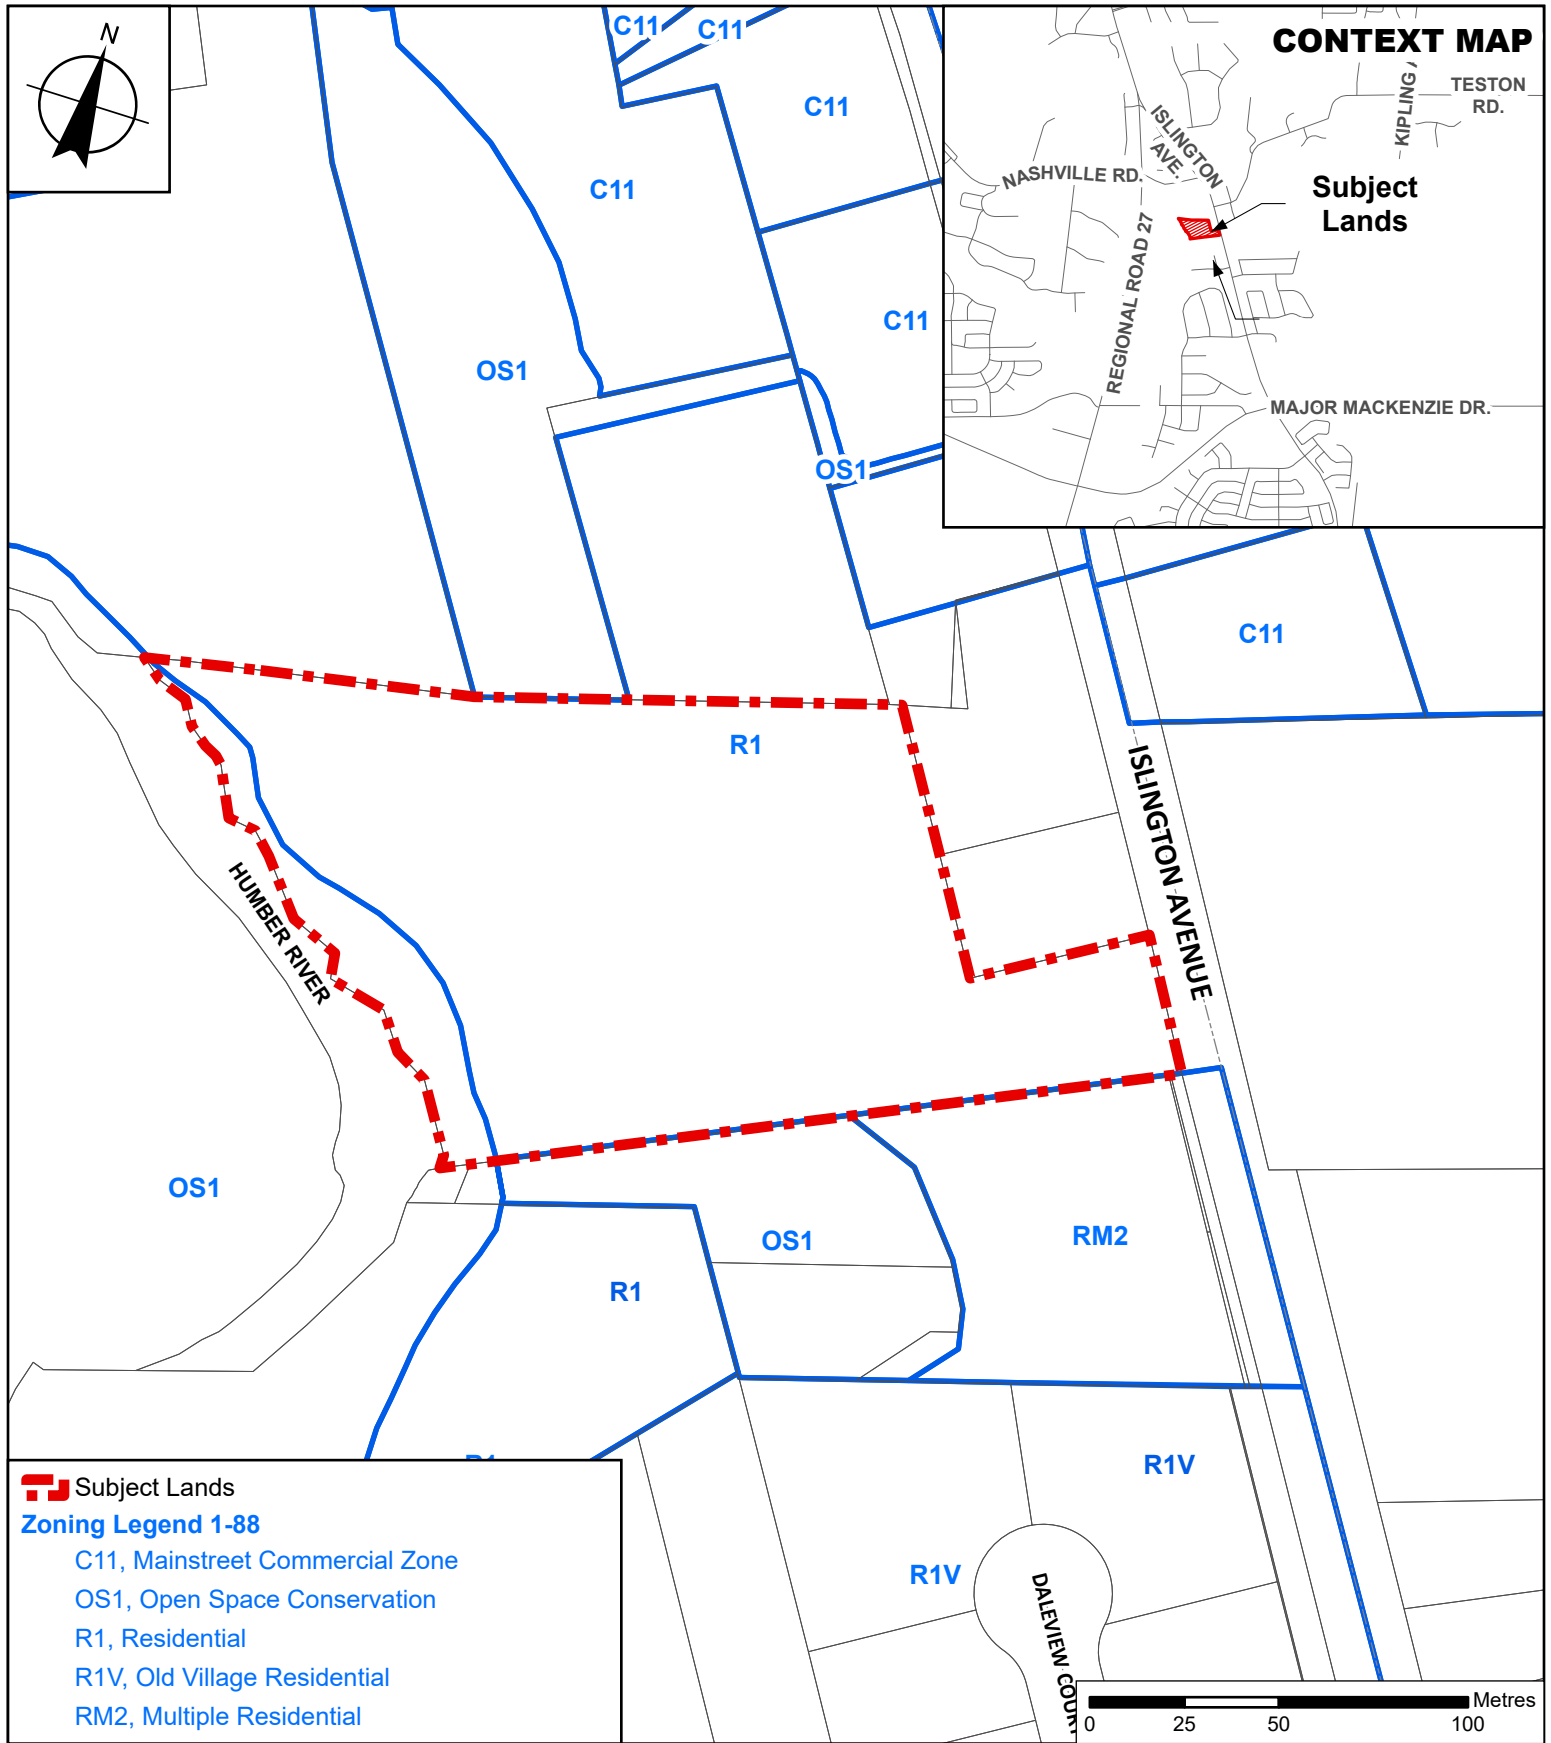 N
CONTEXT MAP
TESTON
RD.
KIPLING
ISLINGTON
AVE.
NASHVILLE RD.
Subject
Lands
REGIONAL ROAD 27
MAJOR MACKENZIE DR.
C11
C11
C11
C11
C11
OS1
OS1
C11
R1
ISLINGTON AVENUE
HUMBER RIVER
OS1
OS1
RM2
R1
R1V
R1V
DALEVIEW COURT
Subject Lands
Zoning Legend 1-88
C11, Mainstreet Commercial Zone
OS1, Open Space Conservation
R1, Residential
R1V, Old Village Residential
RM2, Multiple Residential
Metres
0 25 50 100